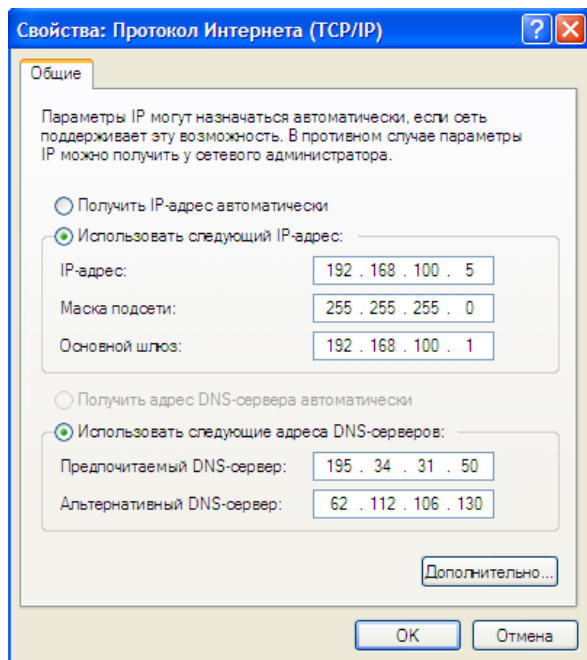 Свойства: Протокол Интернета (TCP/IP)
Общие
Параметры IP могут назначаться автоматически, если сеть
поддерживает эту возможность. В противном случае параметры
IP можно получить у сетевого администратора.
Получить IP-адрес автоматически
Использовать следующий IP-адрес:
IP-адрес: 192 . 168 . 100 . 5
Маска подсети: 255 . 255 . 255 . 0
Основной шлюз: 192 . 168 . 100 . 1
Получить адрес DNS-сервера автоматически
Использовать следующие адреса DNS-серверов:
Предпочитаемый DNS-сервер: 195 . 34 . 31 . 50
Альтернативный DNS-сервер: 62 . 112 . 106 . 130
Дополнительно...
OK Отмена